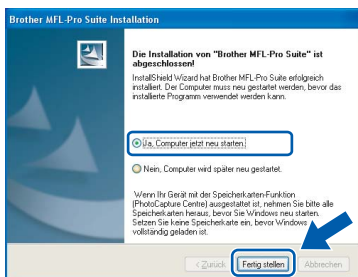 Brother MFL-Pro Suite Installation
Die Installation von "Brother MFL-Pro Suite" ist
abgeschlossen!
InstallShield Wizard hat Brother MFL-Pro Suite erfolgreich
installiert. Der Computer muss neu gestartet werden, bevor das
installierte Programm verwendet werden kann.
Ja, Computer jetzt neu starten.
Nein, Computer wird später neu gestartet.
Wenn Ihr Gerät mit der Speicherkarten-Funktion
(PhotoCapture Centre) ausgestattet ist, nehmen Sie bitte alle
Speicherkarten heraus, bevor Sie Windows neu starten.
Setzen Sie keine Speicherkarte ein, bevor Windows
vollständig geladen ist.
< Zurück
Fertig stellen
Abbrechen